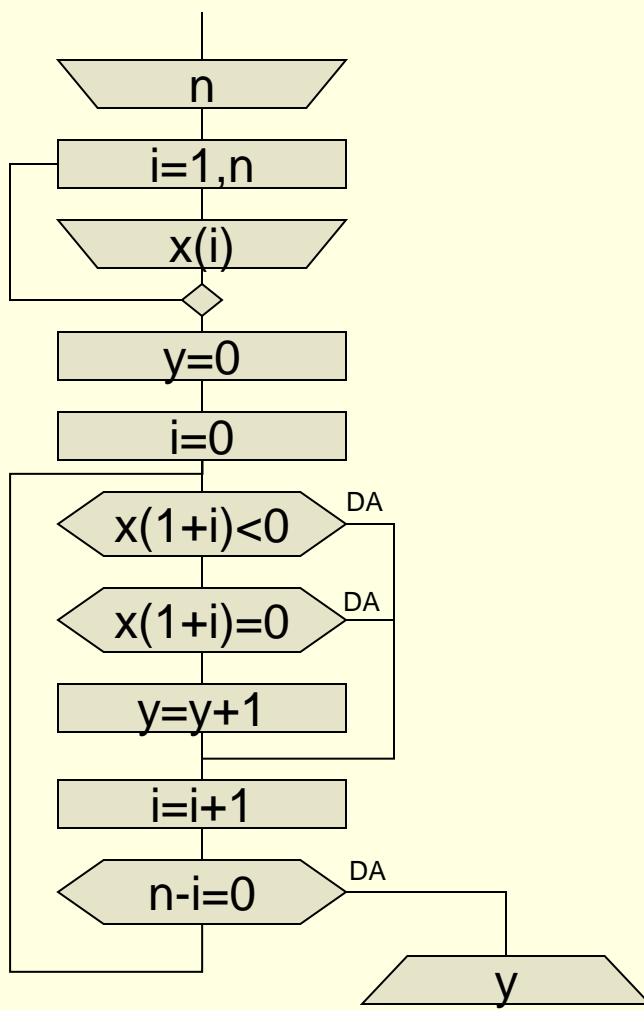 n
i=1,n
x(i)
y=0
i=0
x(1+i)<0
DA
x(1+i)=0
DA
y=y+1
i=i+1
n-i=0
DA
y